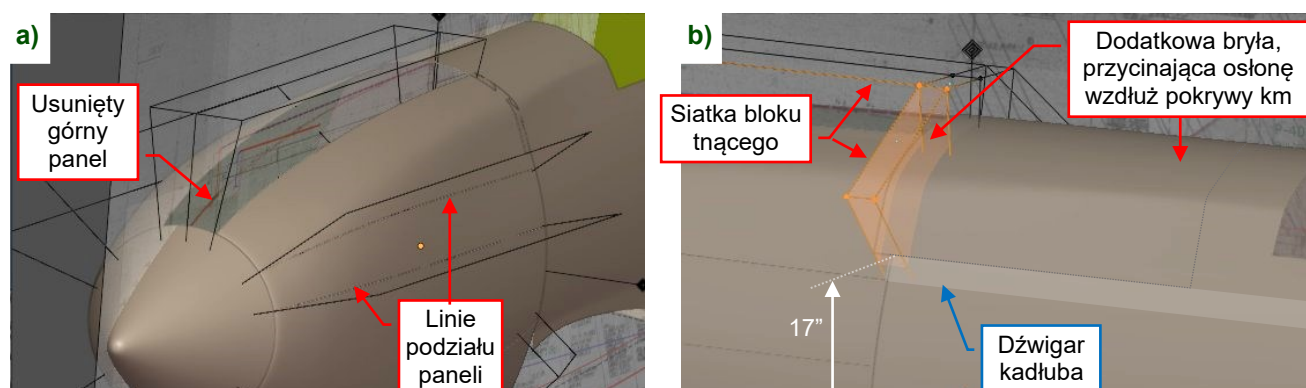 a)
Usunięty
górny
panel
Linie
podziału
paneli
b)
Siatka bloku
tnącego
Dodatkowa bryła,
przycinająca osłonę
wzdłuż pokrywy km
17”
Dźwigar
kadłuba